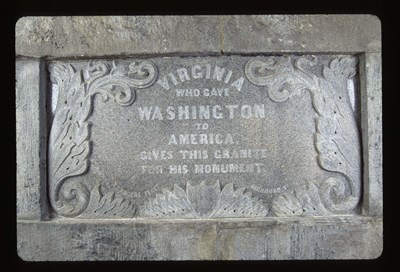 VIRGINIA
WHO GAVE
WASHINGTON
TO
AMERICA,
GIVES THIS GRANITE
FOR HIS MONUMENT.